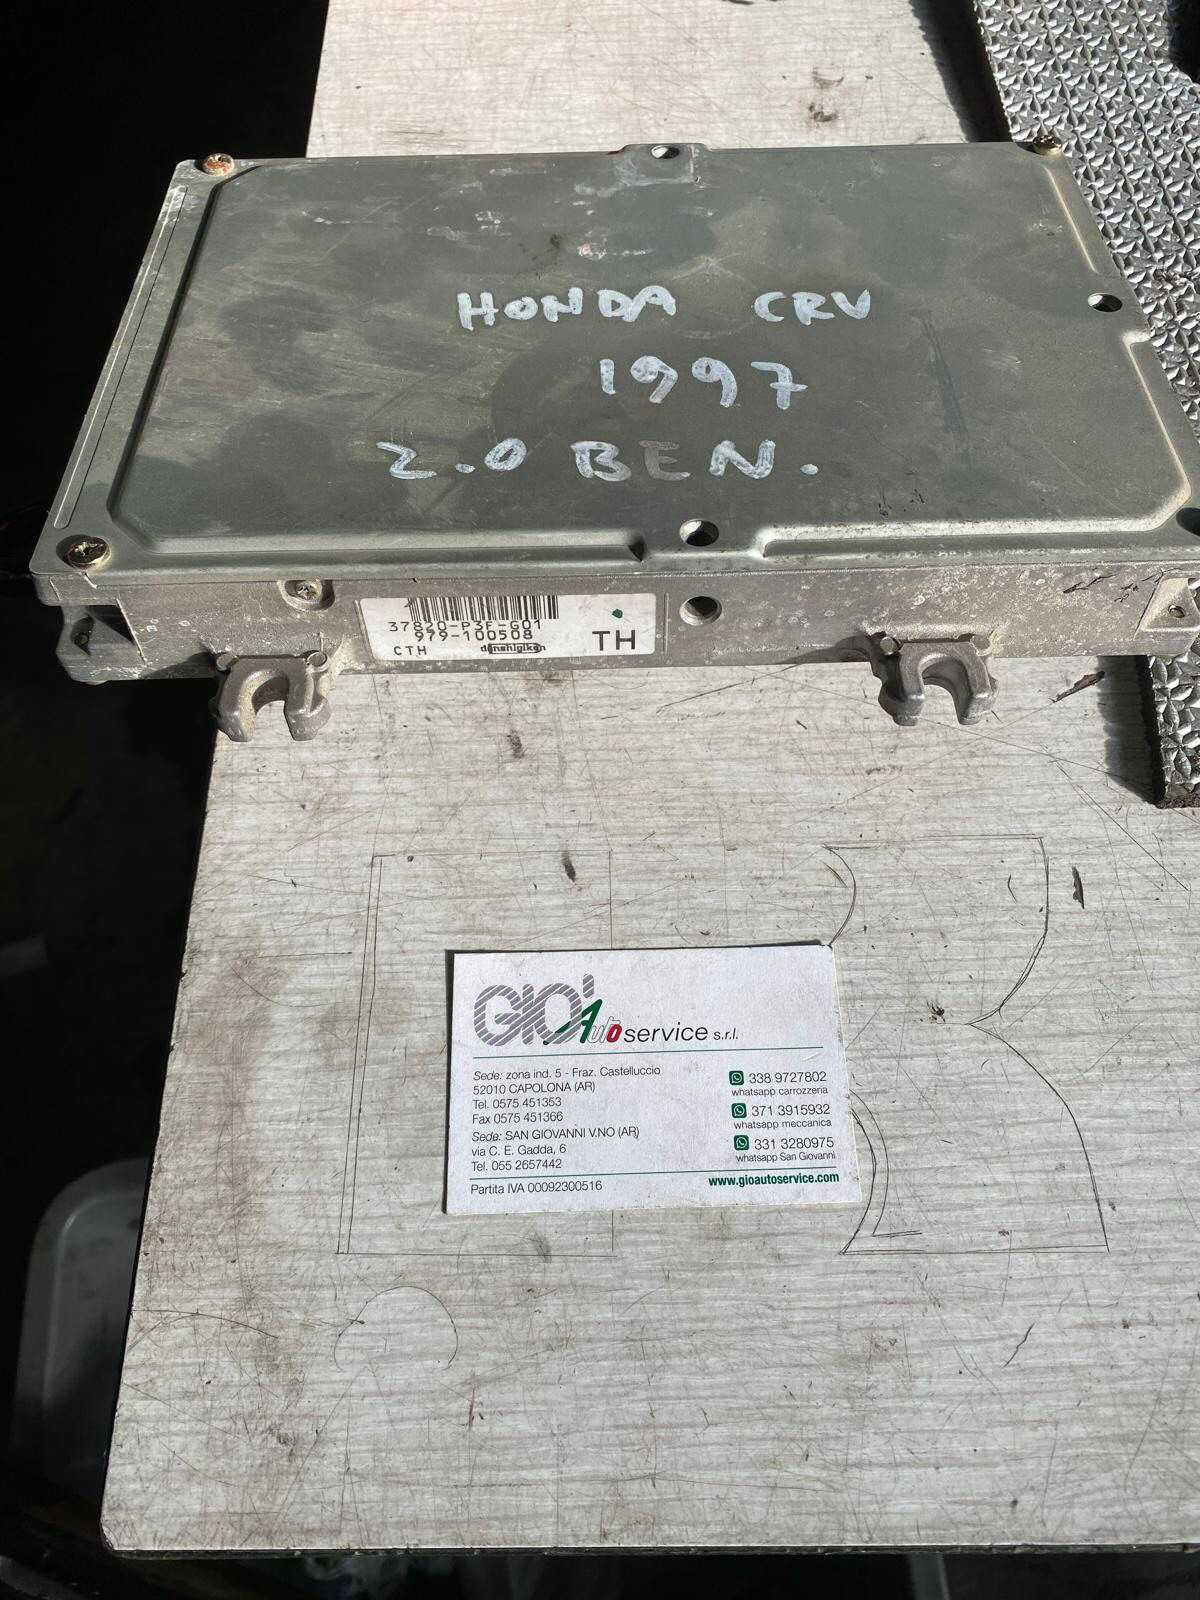 HONDA CRV
1997
2.0 BEN.
37820-P3F-G01
979-100508
CTH denshigiken TH
GIOi Autoservice s.r.l.
Sede: zona ind. 5 - Fraz. Castelluccio
52010 CAPOLONA (AR)
Tel. 0575 451353
Fax 0575 451366
Sede: SAN GIOVANNI V.NO (AR)
via C. E. Gadda, 6
Tel. 055 2657442
Partita IVA 00092300516
338 9727802
whatsapp carrozzeria
371 3915932
whatsapp meccanica
331 3280975
whatsapp San Giovanni
www.gioautoservice.com